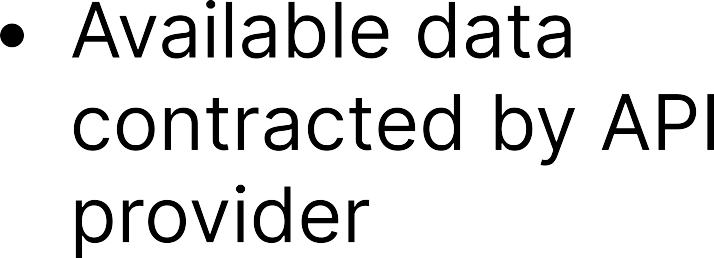 • Available data
contracted by API
provider